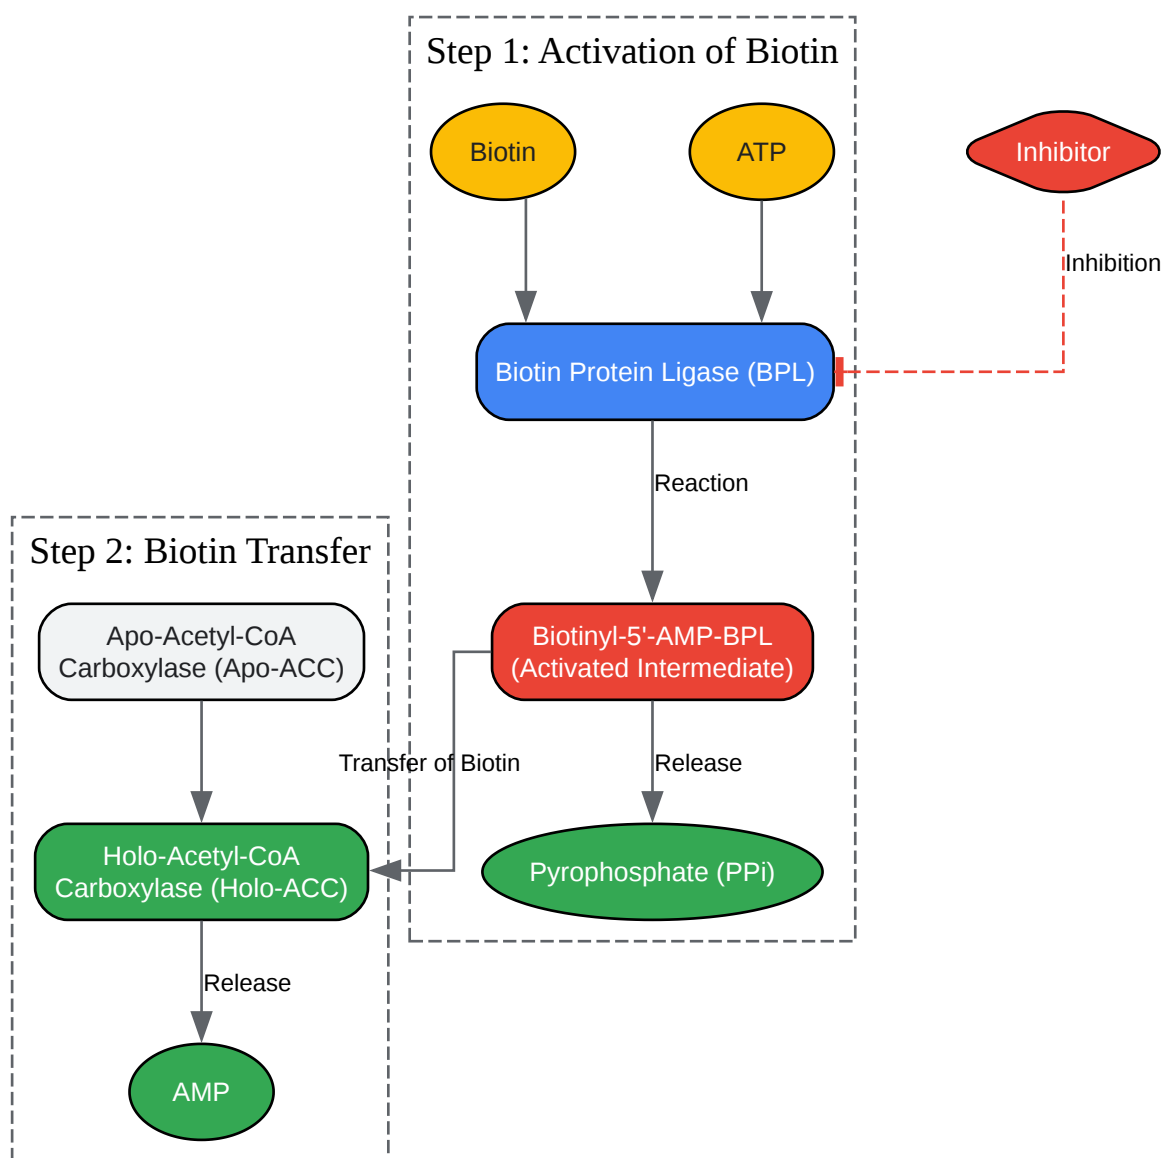 Step 1: Activation of Biotin
Biotin
ATP
Inhibitor
Inhibition
Biotin Protein Ligase (BPL)
Reaction
Step 2: Biotin Transfer
Apo-Acetyl-CoA
Carboxylase (Apo-ACC)
Biotinyl-5'-AMP-BPL
(Activated Intermediate)
Transfer of Biotin
Release
Holo-Acetyl-CoA
Carboxylase (Holo-ACC)
Pyrophosphate (PPi)
Release
AMP